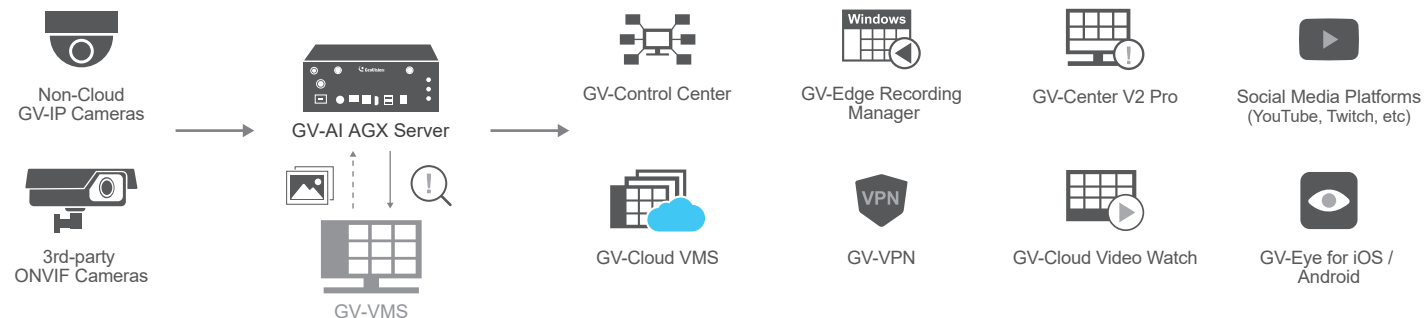 Non-Cloud
GV-IP Cameras
3rd-party
ONVIF Cameras
GeoVision
GV-AI AGX Server
!
GV-VMS
GV-Control Center
Windows
GV-Edge Recording
Manager
!
GV-Center V2 Pro
Social Media Platforms
(YouTube, Twitch, etc)
GV-Cloud VMS
VPN
GV-VPN
GV-Cloud Video Watch
GV-Eye for iOS /
Android